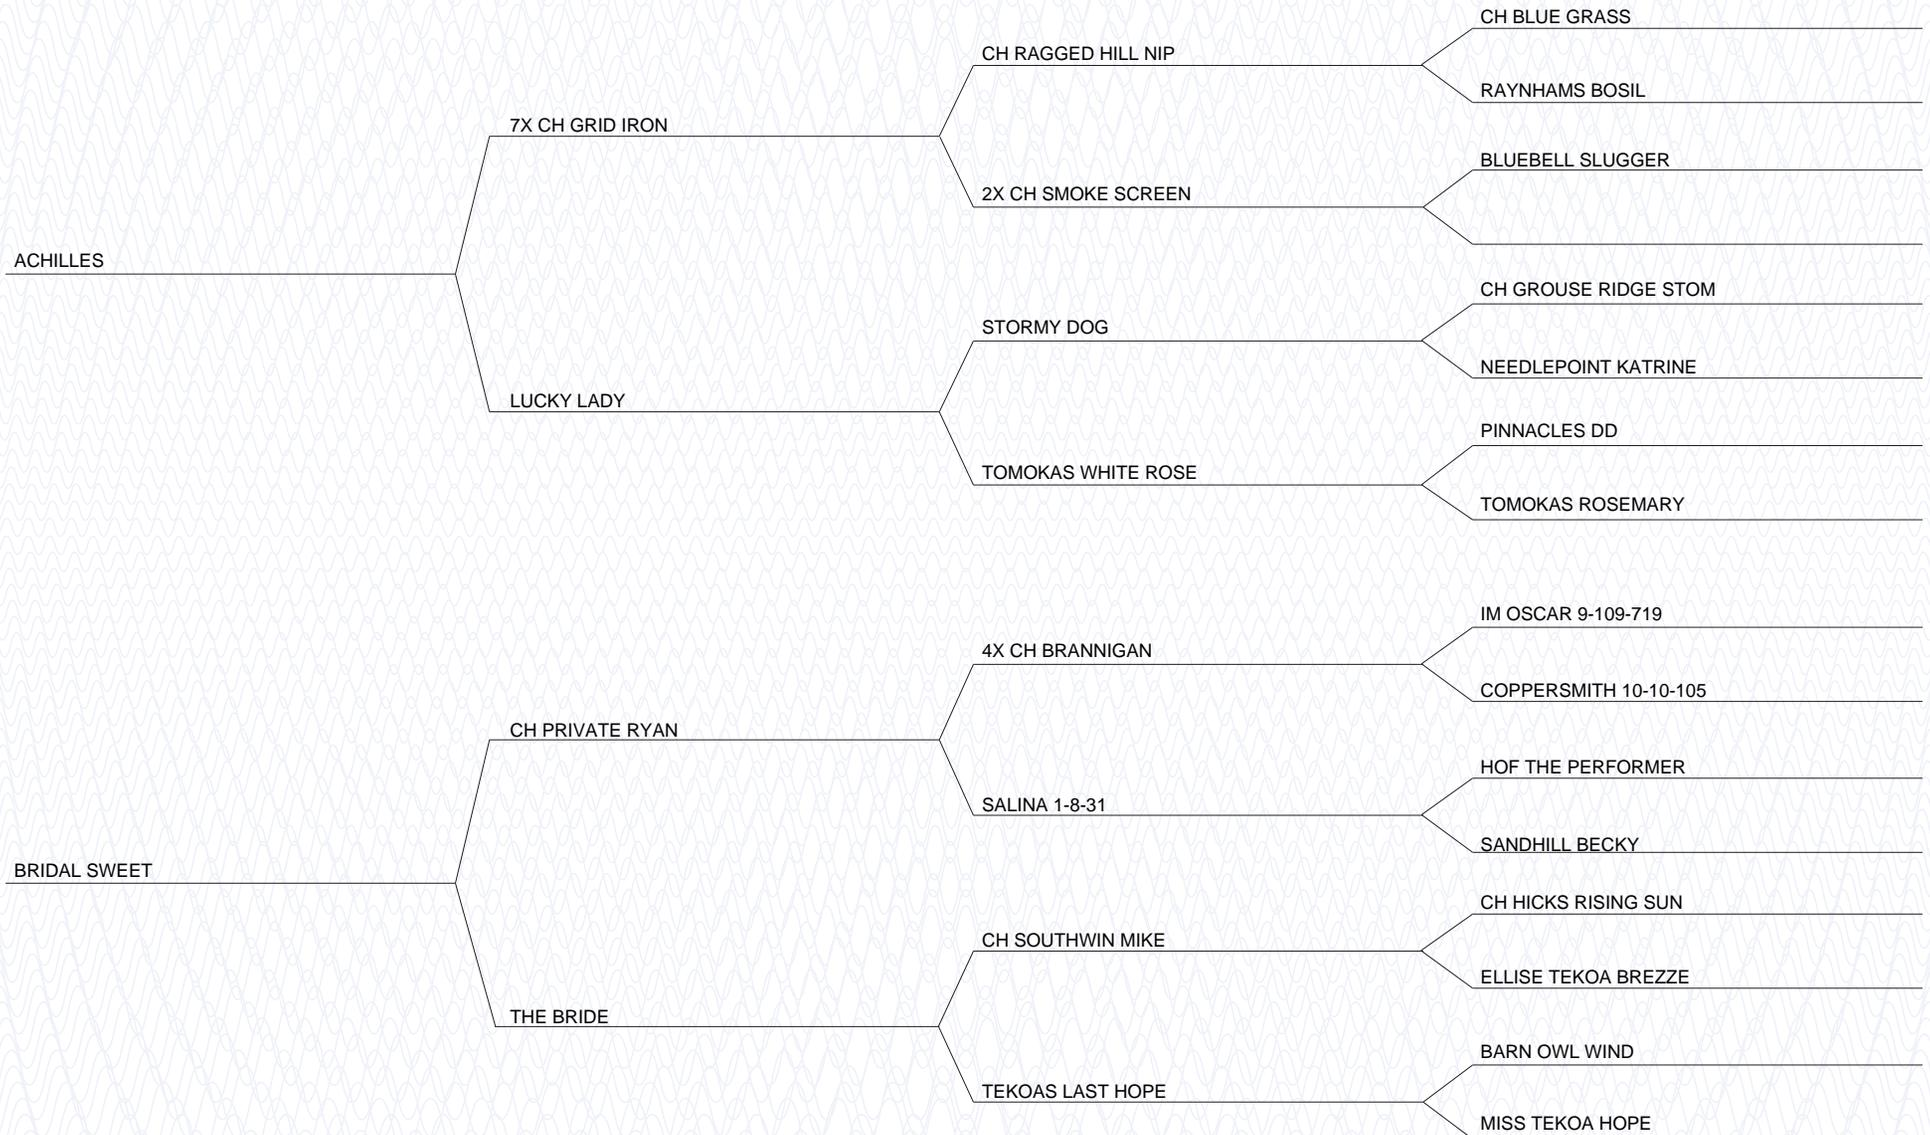 CH BLUE GRASS
CH RAGGED HILL NIP
RAYNHAMS BOSIL
7X CH GRID IRON
BLUEBELL SLUGGER
2X CH SMOKE SCREEN
ACHILLES
CH GROUSE RIDGE STOM
STORMY DOG
NEEDLEPOINT KATRINE
LUCKY LADY
PINNACLES DD
TOMOKAS WHITE ROSE
TOMOKAS ROSEMARY
IM OSCAR 9-109-719
4X CH BRANNIGAN
COPPERSMITH 10-10-105
CH PRIVATE RYAN
HOF THE PERFORMER
SALINA 1-8-31
SANDHILL BECKY
BRIDAL SWEET
CH HICKS RISING SUN
CH SOUTHWIN MIKE
ELLISE TEKOA BREZZE
THE BRIDE
BARN OWL WIND
TEKOAS LAST HOPE
MISS TEKOA HOPE